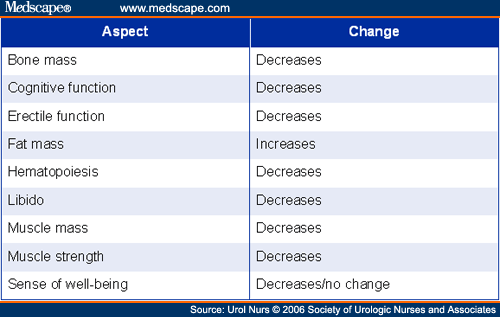 Medscape® www.medscape.com
Aspect Change
Bone mass Decreases
Cognitive function Decreases
Erectile function Decreases
Fat mass Increases
Hematopoiesis Decreases
Libido Decreases
Muscle mass Decreases
Muscle strength Decreases
Sense of well-being Decreases/no change
Source: Urol Nurs © 2006 Society of Urologic Nurses and Associates